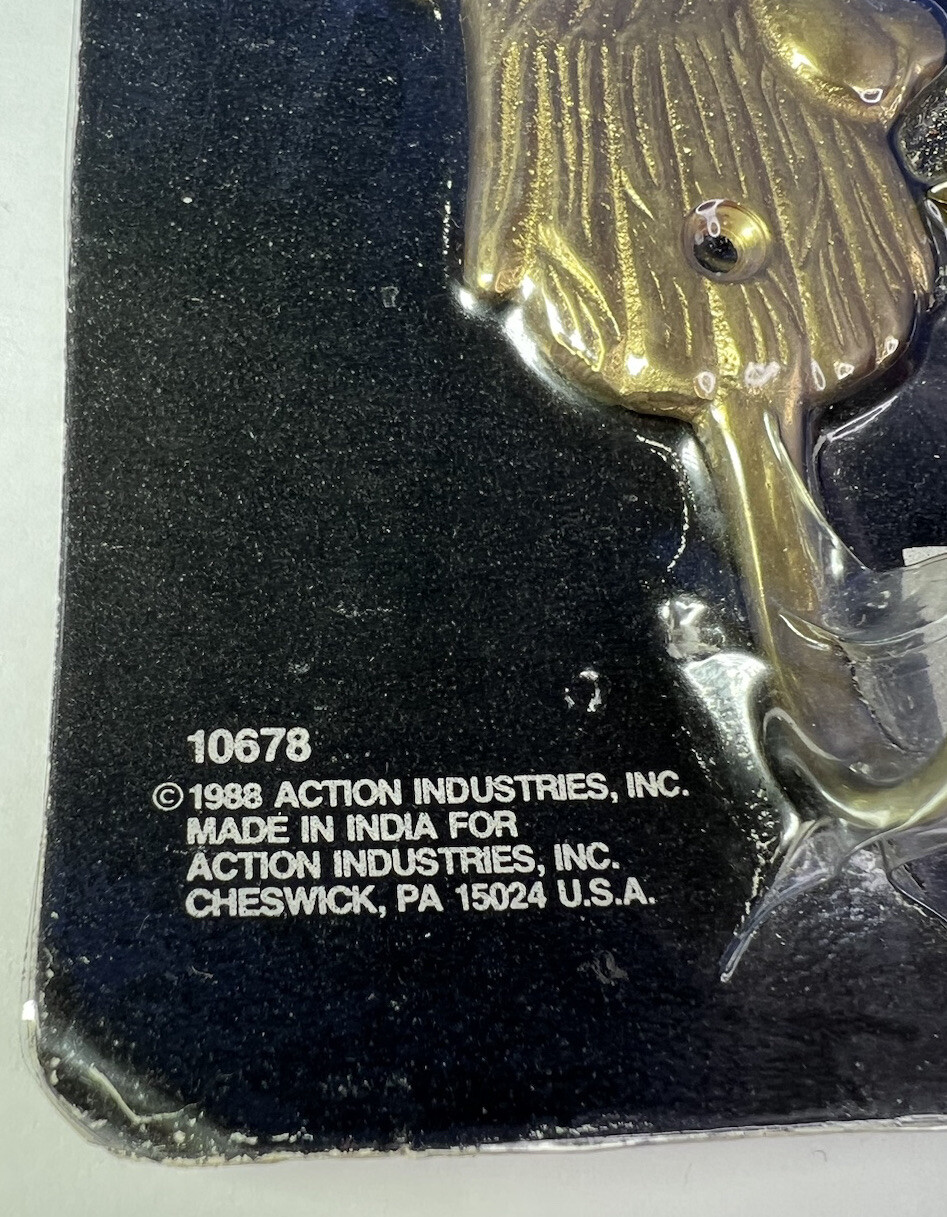 10678
© 1988 ACTION INDUSTRIES, INC.
MADE IN INDIA FOR
ACTION INDUSTRIES, INC.
CHESWICK, PA 15024 U.S.A.